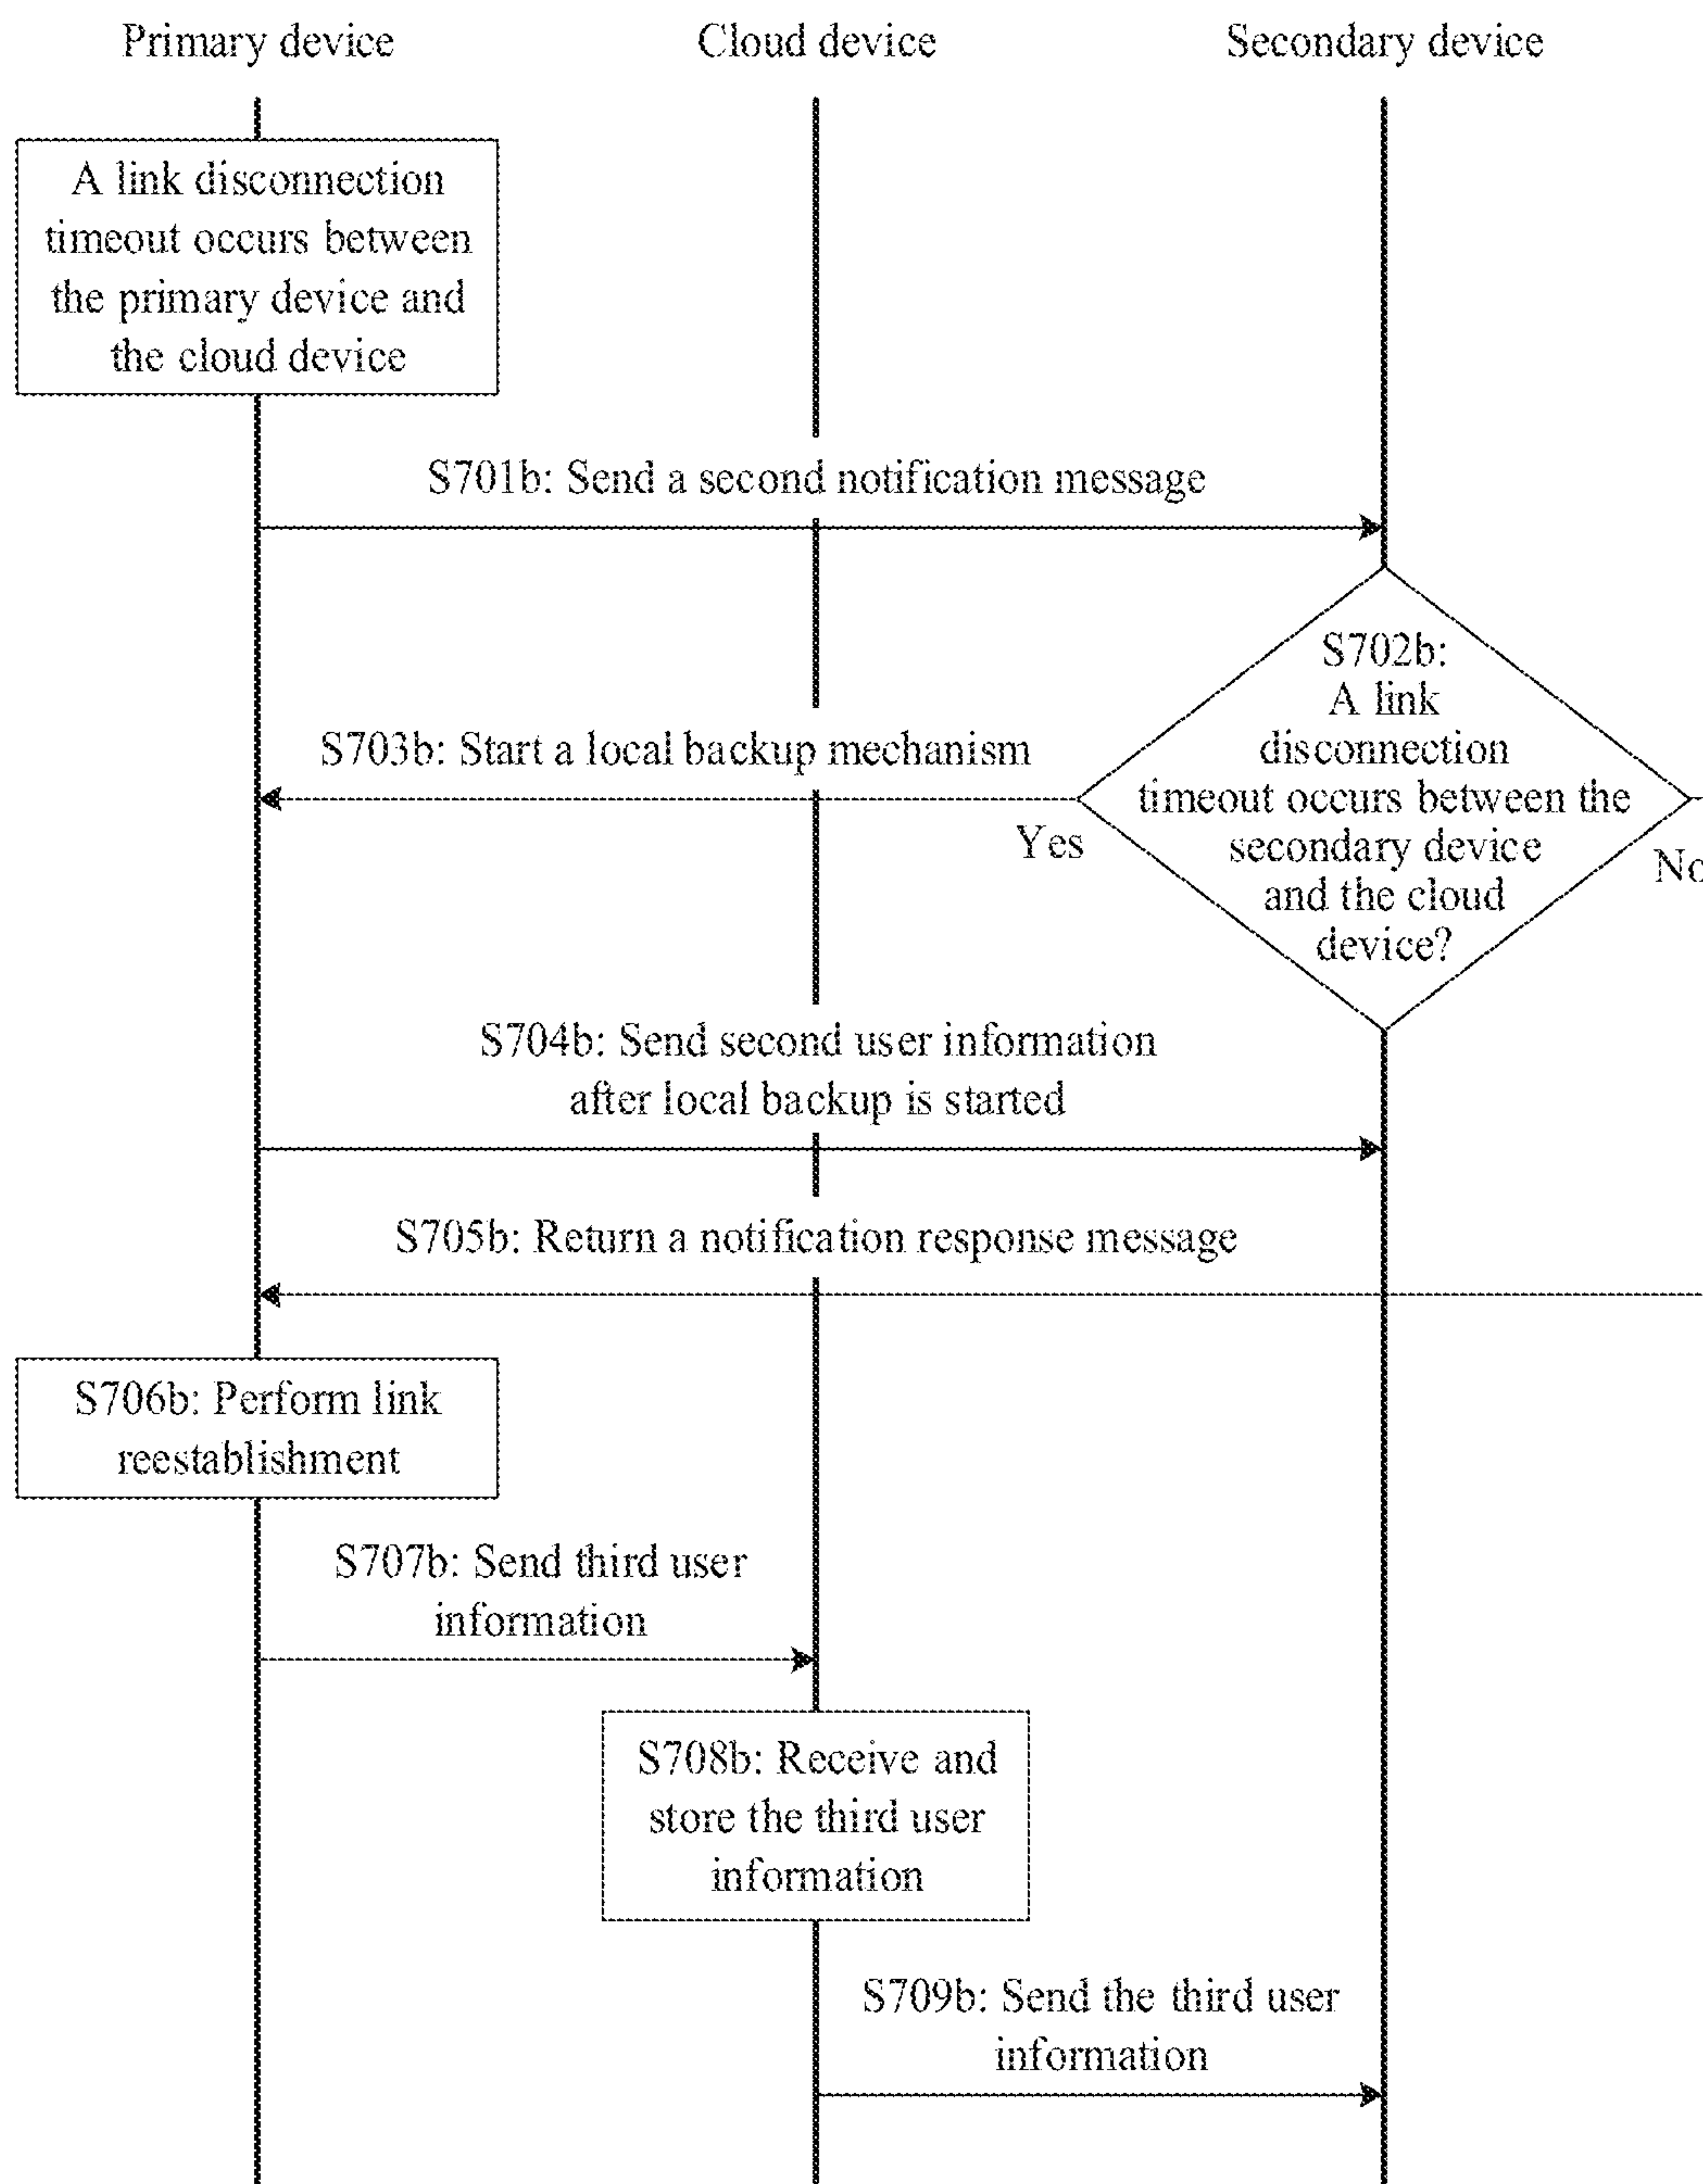 Primary device
Cloud device
Secondary device
A link disconnection
timeout occurs between
the primary device and
the cloud device
S701b: Send a second notification message
S702b:
A link
disconnection
timeout occurs between the
secondary device
and the cloud
device?
S703b: Start a local backup mechanism
Yes
No
S704b: Send second user information
after local backup is started
S705b: Return a notification response message
S706b: Perform link
reestablishment
S707b: Send third user
information
S708b: Receive and
store the third user
information
S709b: Send the third user
information